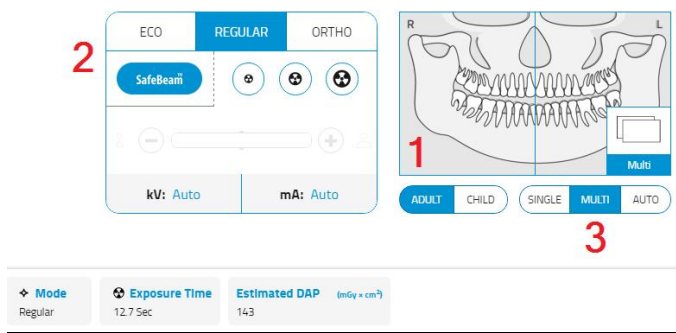 ECO REGULAR ORTHO
2
SafeBeam™
kV: Auto mA: Auto
R L
1
Multi
ADULT CHILD SINGLE MULTI AUTO
3
Mode
Regular
Exposure Time
12.7 Sec
Estimated DAP (mGy × cm²)
143